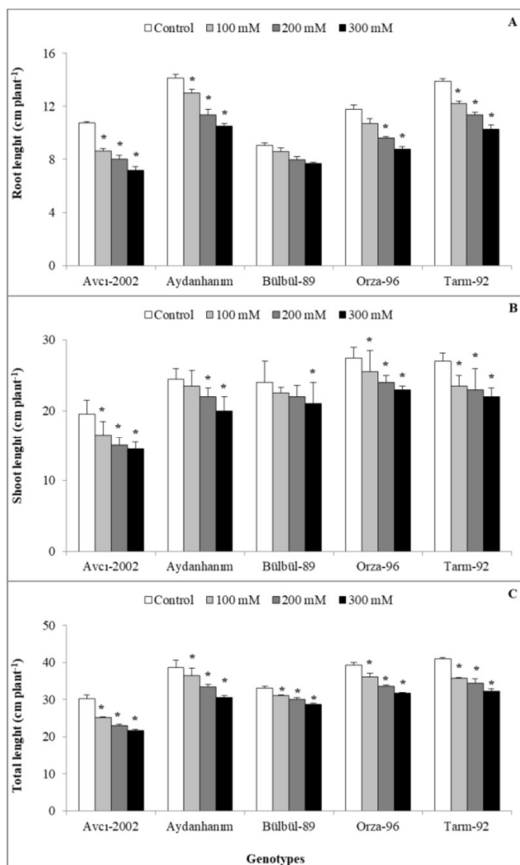 A
Control 100 mM 200 mM 300 mM
Root lenght (cm plant⁻¹)
16
12
8
4
0
* * * * * * * * * * *
Avcı-2002 Aydanhanım Bülbül-89 Orza-96 Tarm-92
B
Control 100 mM 200 mM 300 mM
Shoot lenght (cm plant⁻¹)
30
20
10
0
* * * * * * * * * * * *
Avcı-2002 Aydanhanım Bülbül-89 Orza-96 Tarm-92
C
Control 100 mM 200 mM 300 mM
Total lenght (cm plant⁻¹)
50
40
30
20
10
0
* * * * * * * * * * * * * * *
Avcı-2002 Aydanhanım Bülbül-89 Orza-96 Tarm-92
Genotypes